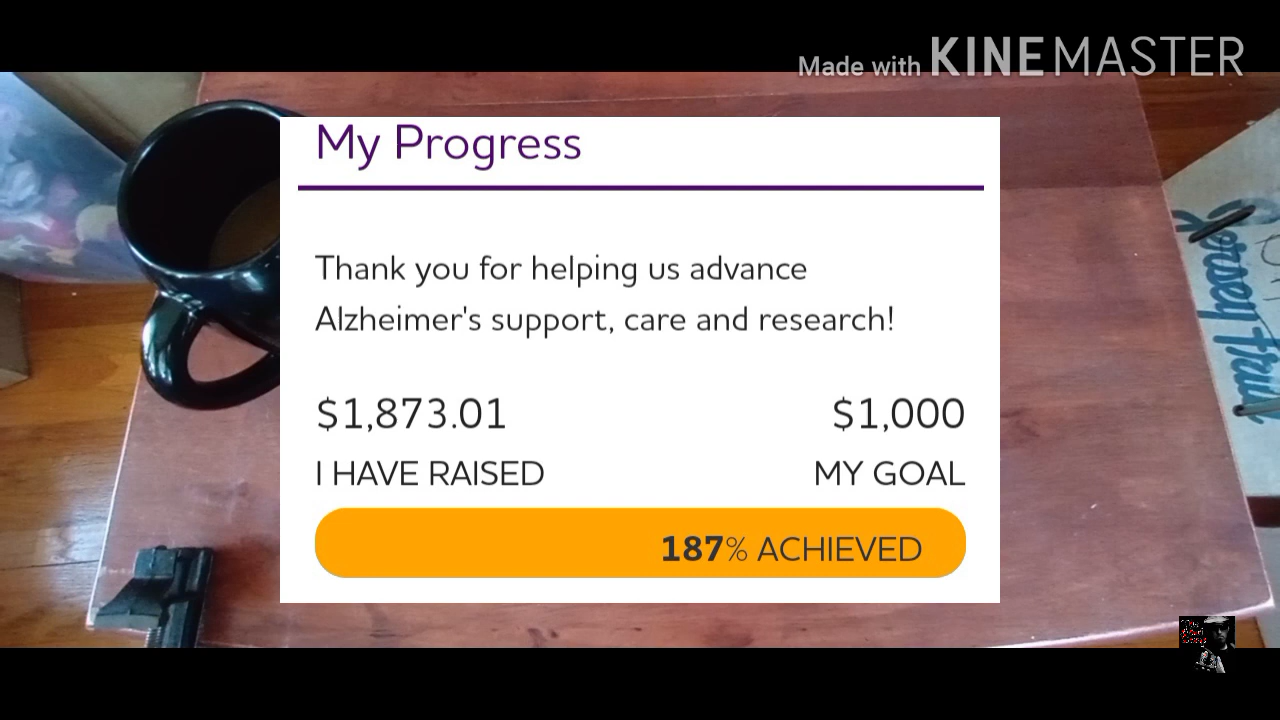 Made with KINEMASTER
My Progress
Thank you for helping us advance
Alzheimer's support, care and research!
$1,873.01
$1,000
I HAVE RAISED
MY GOAL
187% ACHIEVED
Jersey